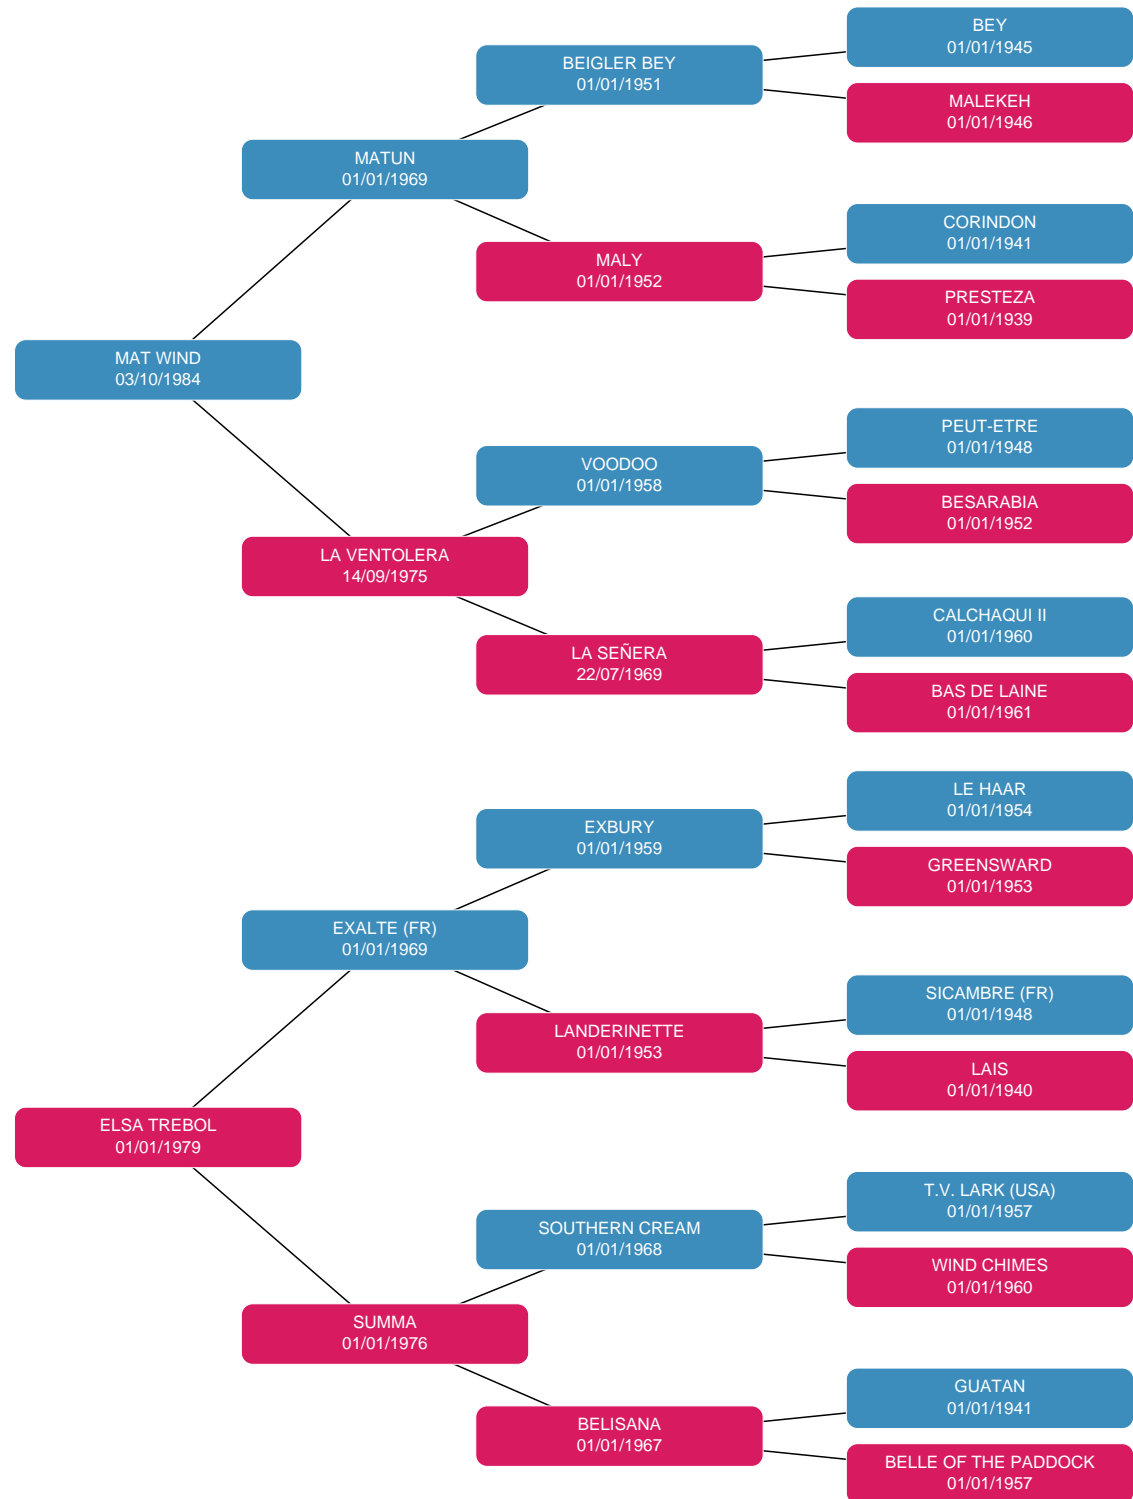 BEY
01/01/1945
BEIGLER BEY
01/01/1951
MALEKEH
01/01/1946
MATUN
01/01/1969
CORINDON
01/01/1941
MALY
01/01/1952
PRESTEZA
01/01/1939
MAT WIND
03/10/1984
PEUT-ETRE
01/01/1948
VOODOO
01/01/1958
BESARABIA
01/01/1952
LA VENTOLERA
14/09/1975
CALCHAQUI II
01/01/1960
LA SEÑERA
22/07/1969
BAS DE LAINE
01/01/1961
LE HAAR
01/01/1954
EXBURY
01/01/1959
GREENSWARD
01/01/1953
EXALTE (FR)
01/01/1969
SICAMBRE (FR)
01/01/1948
LANDERINETTE
01/01/1953
LAIS
01/01/1940
ELSA TREBOL
01/01/1979
T.V. LARK (USA)
01/01/1957
SOUTHERN CREAM
01/01/1968
WIND CHIMES
01/01/1960
SUMMA
01/01/1976
GUATAN
01/01/1941
BELISANA
01/01/1967
BELLE OF THE PADDOCK
01/01/1957